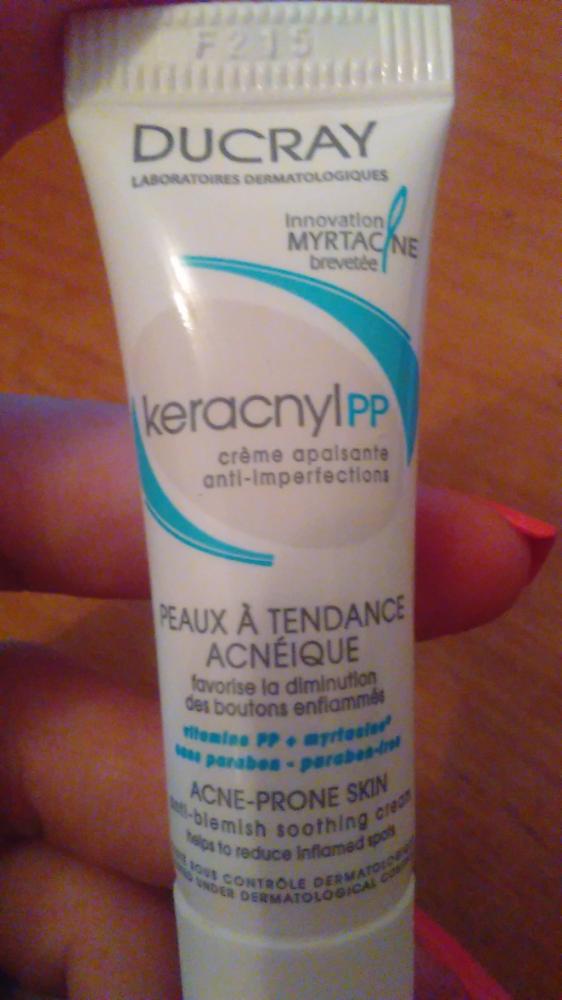 F215
DUCRAY
LABORATOIRES DERMATOLOGIQUES
Innovation
MYRTACINE
brevetée
keracnyl PP
crème apaisante
anti-imperfections
PEAUX À TENDANCE
ACNÉIQUE
favorise la diminution
des boutons enflammés
vitamine PP + myrtacine®
sans paraben - paraben-free
ACNE-PRONE SKIN
anti-blemish soothing cream
helps to reduce inflamed spots
SOUS CONTRÔLE
UNDER DERMATOLOGICAL